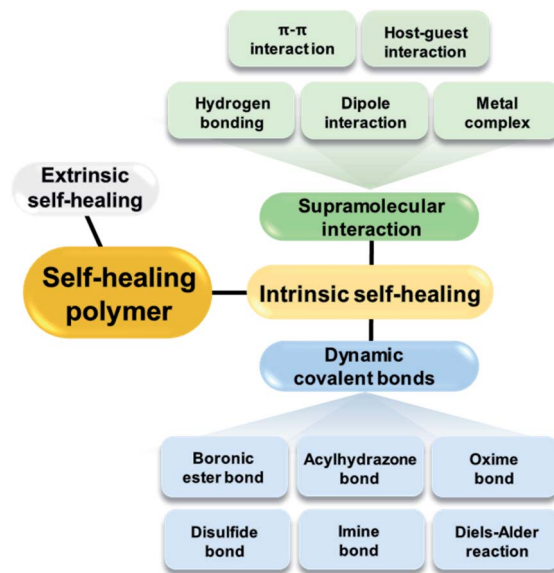 π-π
interaction
Host-guest
interaction
Hydrogen
bonding
Dipole
interaction
Metal
complex
Extrinsic
self-healing
Supramolecular
interaction
Self-healing
polymer
Intrinsic self-healing
Dynamic
covalent bonds
Boronic
ester bond
Acylhydrazone
bond
Oxime
bond
Disulfide
bond
Imine
bond
Diels-Alder
reaction